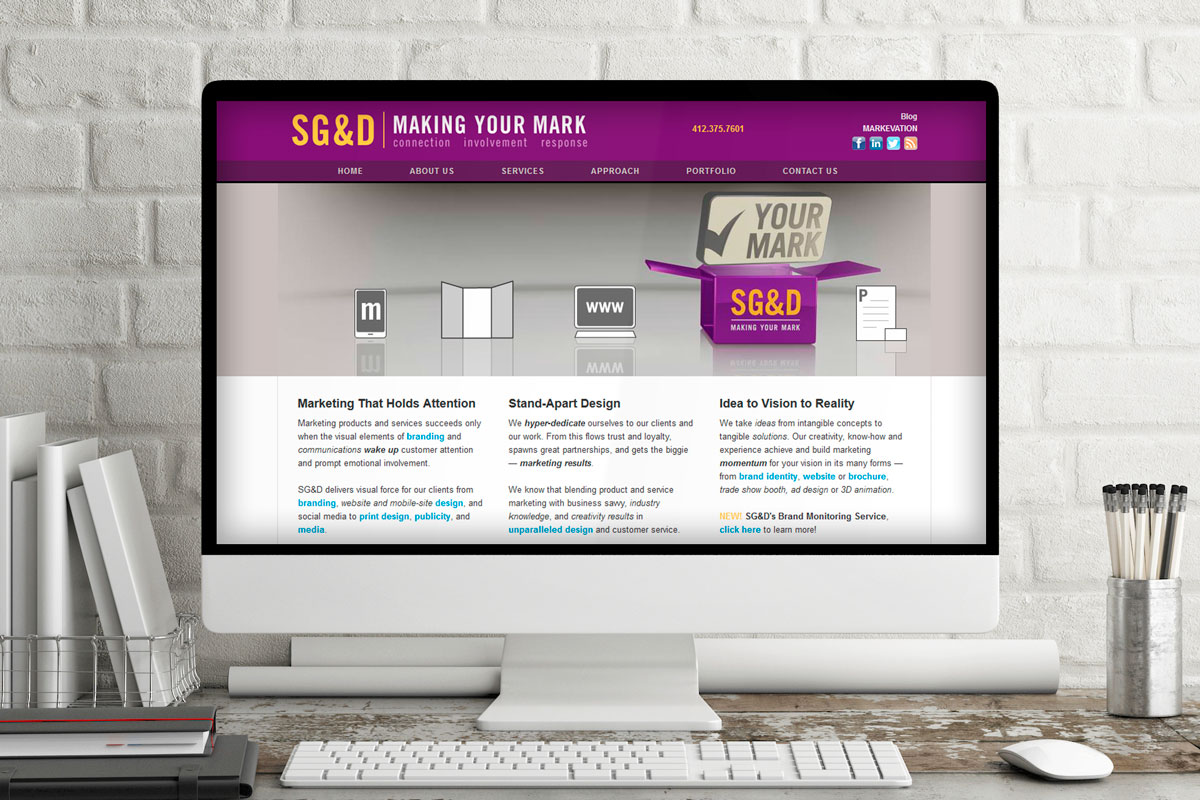 SG&D | MAKING YOUR MARK
connection involvement response
412.375.7601
Blog
MARKEVATION
f in
HOME ABOUT US SERVICES APPROACH PORTFOLIO CONTACT US
YOUR
MARK
m
WWW
SG&D
MAKING YOUR MARK
P
Marketing That Holds Attention
Marketing products and services succeeds only
when the visual elements of branding and
communications wake up customer attention
and prompt emotional involvement.
SG&D delivers visual force for our clients from
branding, website and mobile-site design, and
social media to print design, publicity, and
media.
Stand-Apart Design
We hyper-dedicate ourselves to our clients and
our work. From this flows trust and loyalty,
spawns great partnerships, and gets the biggie
— marketing results.
We know that blending product and service
marketing with business savvy, industry
knowledge, and creativity results in
unparalleled design and customer service.
Idea to Vision to Reality
We take ideas from intangible concepts to
tangible solutions. Our creativity, know-how and
experience achieve and build marketing
momentum for your vision in its many forms —
from brand identity, website or brochure,
trade show booth, ad design or 3D animation.
NEW! SG&D's Brand Monitoring Service,
click here to learn more!